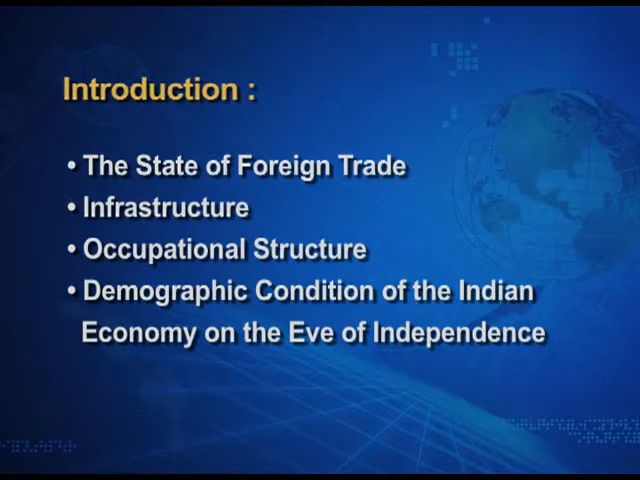 Introduction :
• The State of Foreign Trade
• Infrastructure
• Occupational Structure
• Demographic Condition of the Indian
Economy on the Eve of Independence